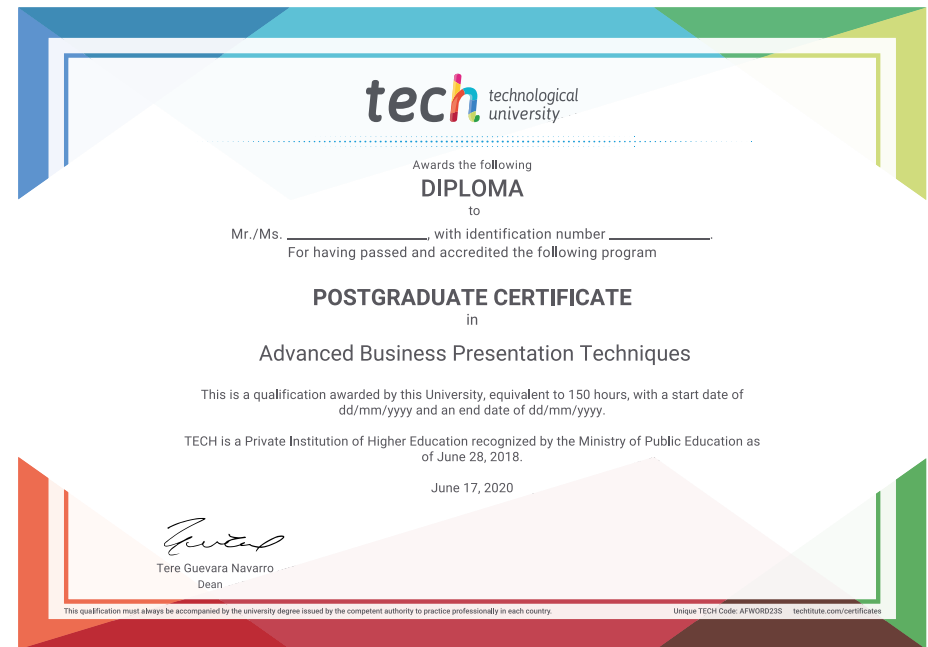 tech technological
university
Awards the following
DIPLOMA
to
Mr./Ms. ____________________, with identification number ______________.
For having passed and accredited the following program
POSTGRADUATE CERTIFICATE
in
Advanced Business Presentation Techniques
This is a qualification awarded by this University, equivalent to 150 hours, with a start date of
dd/mm/yyyy and an end date of dd/mm/yyyy.
TECH is a Private Institution of Higher Education recognized by the Ministry of Public Education as
of June 28, 2018.
June 17, 2020
Tere Guevara Navarro
Dean
This qualification must always be accompanied by the university degree issued by the competent authority to practice professionally in each country. Unique TECH Code: AFWORD23S techtitute.com/certificates